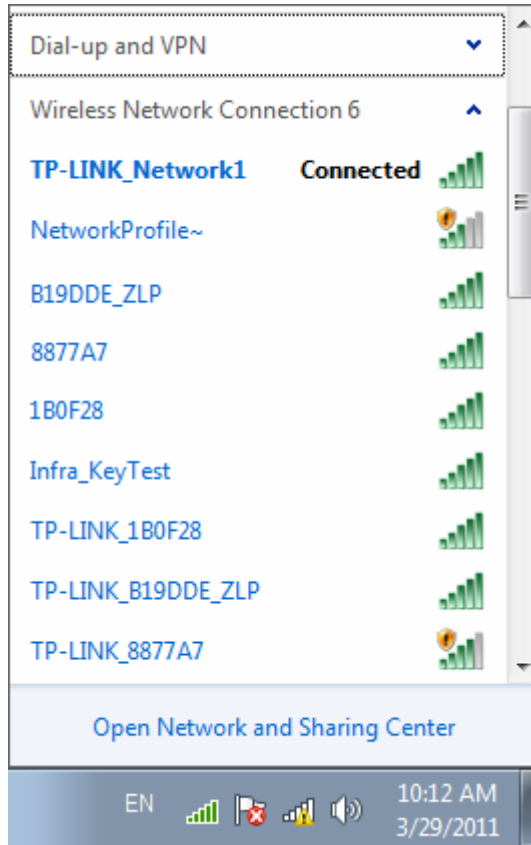 Dial-up and VPN
Wireless Network Connection 6
TP-LINK_Network1 Connected
NetworkProfile~
B19DDE_ZLP
8877A7
1B0F28
Infra_KeyTest
TP-LINK_1B0F28
TP-LINK_B19DDE_ZLP
TP-LINK_8877A7
Open Network and Sharing Center
EN
10:12 AM
3/29/2011